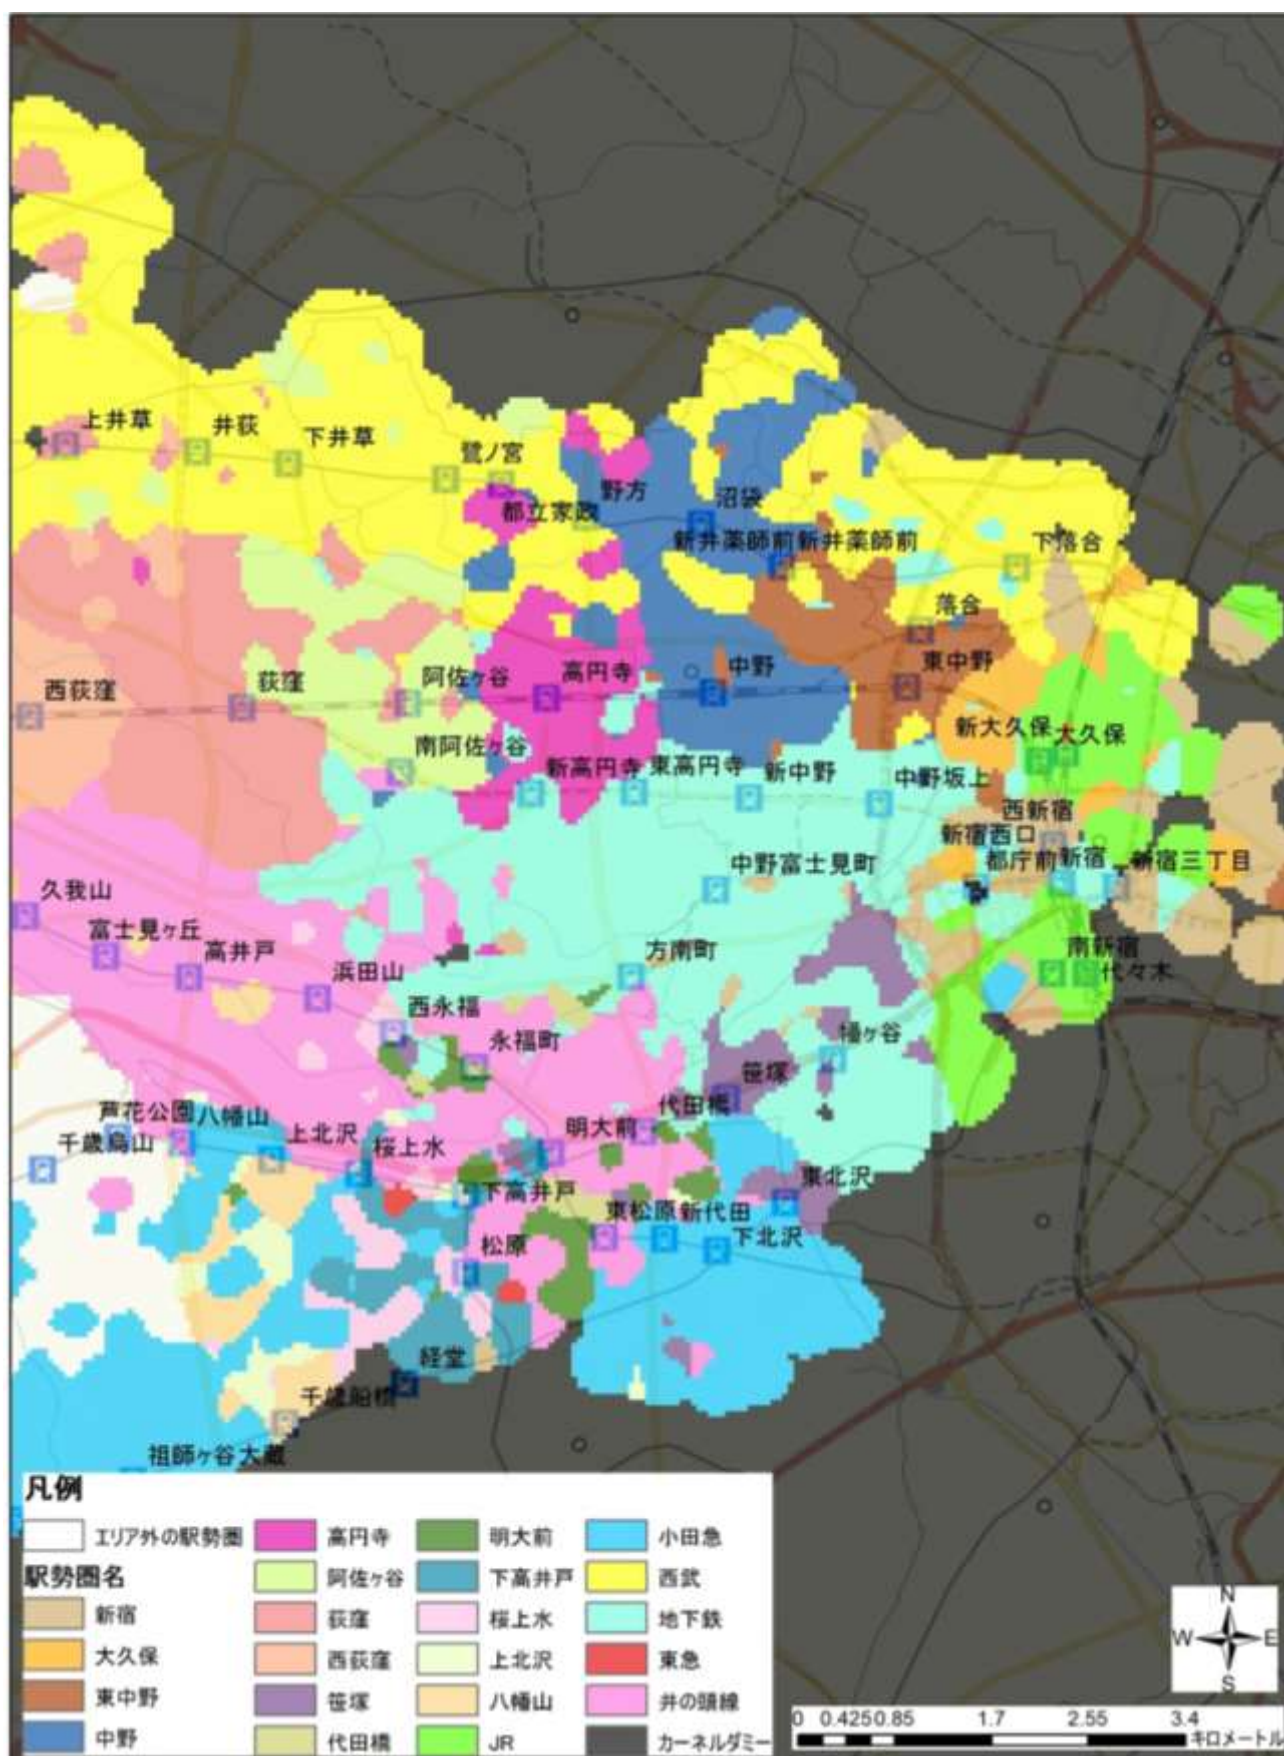 上井草
井荻
下井草
鷺ノ宮
都立家政
野方
沼袋
新井薬師前 新井薬師前
下落合
落合
西荻窪
荻窪
阿佐ヶ谷
高円寺
中野
東中野
南阿佐ヶ谷
新大久保
大久保
新高円寺
東高円寺
新中野
中野坂上
西新宿
新宿西口
都庁前
新宿
新宿三丁目
中野富士見町
久我山
富士見ヶ丘
高井戸
浜田山
方南町
南新宿
代々木
西永福
永福町
幡ヶ谷
笹塚
代田橋
芦花公園
八幡山
千歳烏山
上北沢
桜上水
明大前
下高井戸
東北沢
東松原
新代田
下北沢
松原
経堂
千歳船橋
祖師ヶ谷大蔵
凡例
エリア外の駅勢圏
駅勢圏名
新宿
大久保
東中野
中野
高円寺
阿佐ヶ谷
荻窪
西荻窪
笹塚
代田橋
明大前
下高井戸
桜上水
上北沢
八幡山
JR
小田急
西武
地下鉄
東急
井の頭線
カーネルダミー
N
W E
S
0 0.425 0.85 1.7 2.55 3.4
キロメートル